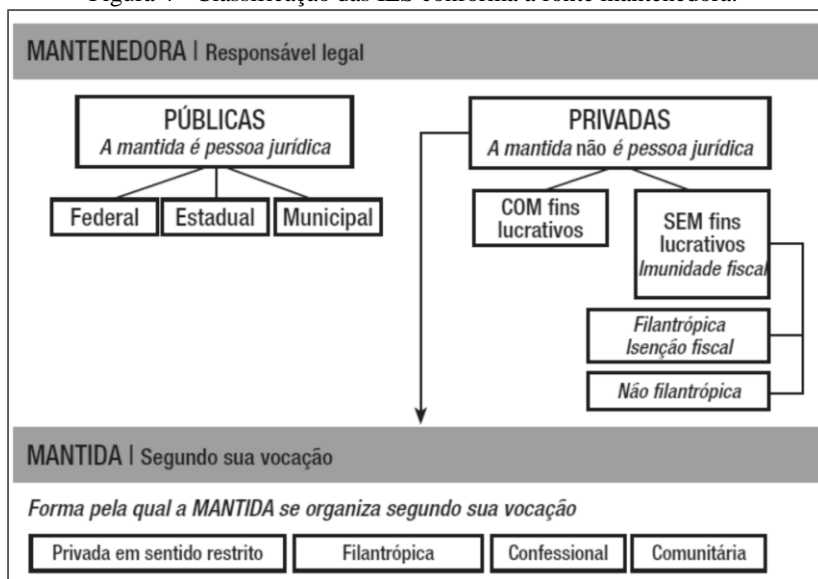 MANTENEDORA | Responsável legal
PÚBLICAS
A mantida é pessoa jurídica
Federal
Estadual
Municipal
PRIVADAS
A mantida não é pessoa jurídica
COM fins
lucrativos
SEM fins
lucrativos
Imunidade fiscal
Filantrópica
Isenção fiscal
Não filantrópica
MANTIDA | Segundo sua vocação
Forma pela qual a MANTIDA se organiza segundo sua vocação
Privada em sentido restrito
Filantrópica
Confessional
Comunitária